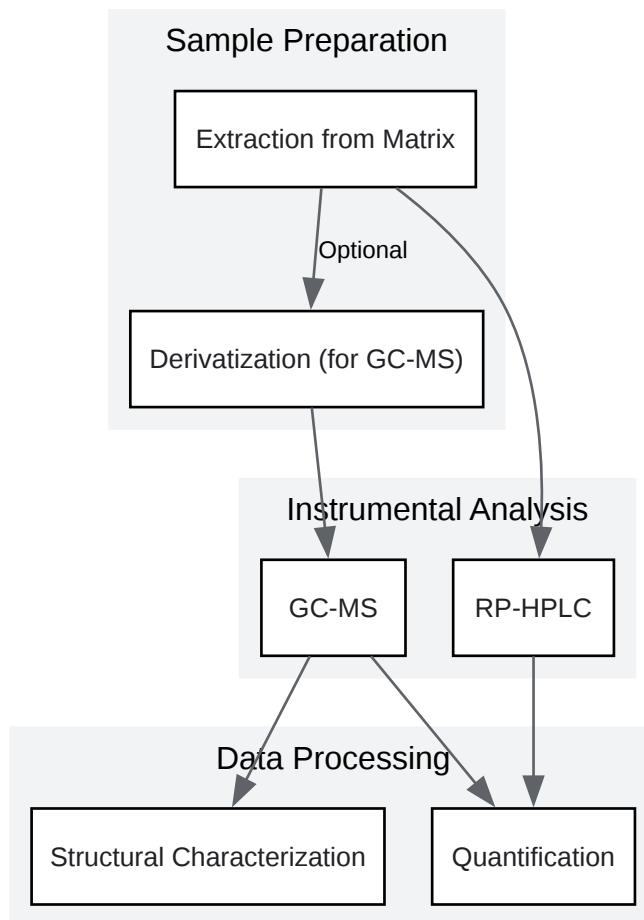 Sample Preparation
Extraction from Matrix
Optional
Derivatization (for GC-MS)
Instrumental Analysis
GC-MS
RP-HPLC
Data Processing
Structural Characterization
Quantification